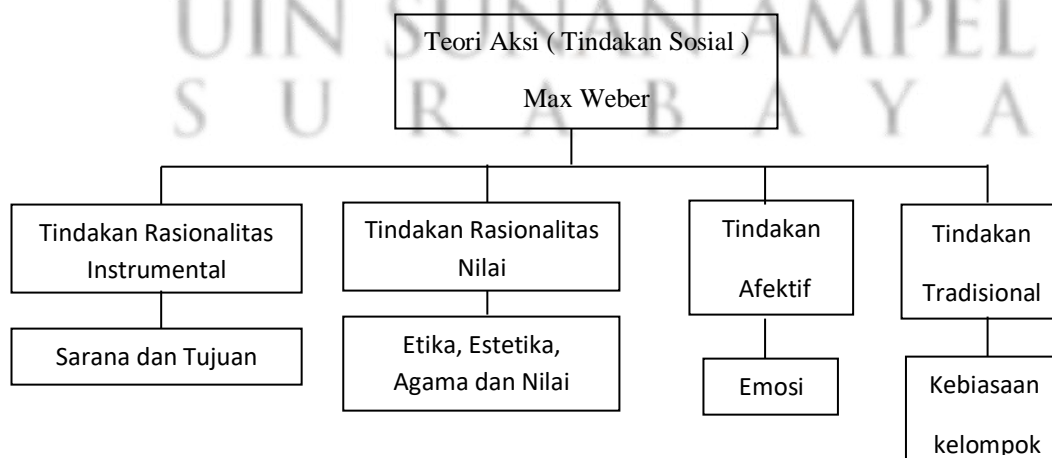 UIN SUNAN AMPEL
S U R A B A Y A
Teori Aksi ( Tindakan Sosial )
Max Weber
Tindakan Rasionalitas
Instrumental
Sarana dan Tujuan
Tindakan Rasionalitas
Nilai
Etika, Estetika,
Agama dan Nilai
Tindakan
Afektif
Emosi
Tindakan
Tradisional
Kebiasaan
kelompok